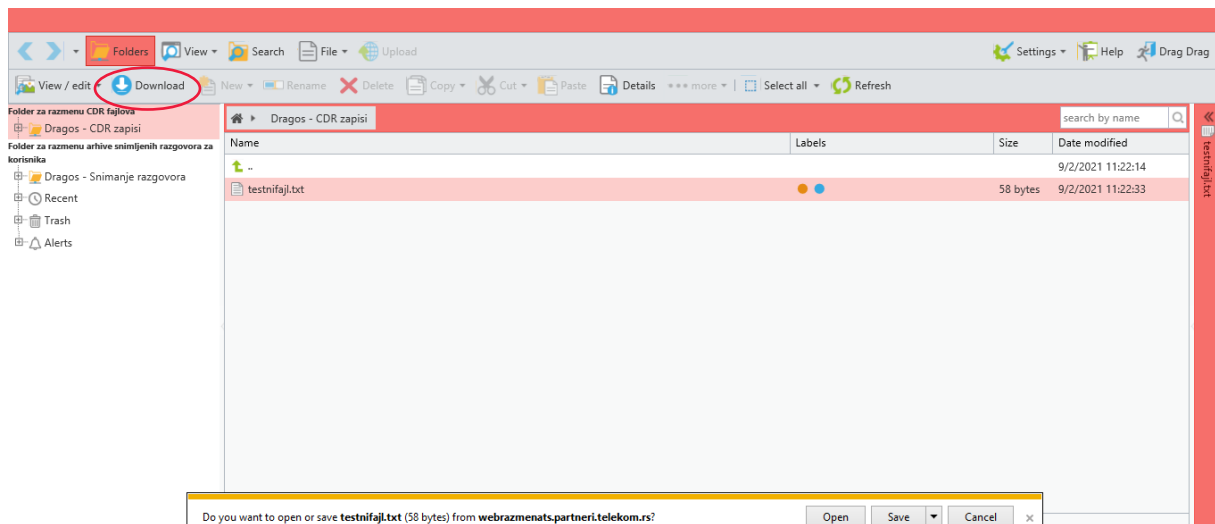 Folders View Search File Upload Settings Help Drag Drag
View / edit Download New Rename Delete Copy Cut Paste Details more Select all Refresh
Folder za razmenu CDR fajlova
Dragos - CDR zapisi
Folder za razmenu arhive snimljenih razgovora za
korisnika
Dragos - Snimanje razgovora
Recent
Trash
Alerts
Dragos - CDR zapisi search by name
Name Labels Size Date modified
.. 9/2/2021 11:22:14
testnifajl.txt 58 bytes 9/2/2021 11:22:33
testnifajl.txt
Do you want to open or save testnifajl.txt (58 bytes) from webrazmenats.partneri.telekom.rs? Open Save Cancel x